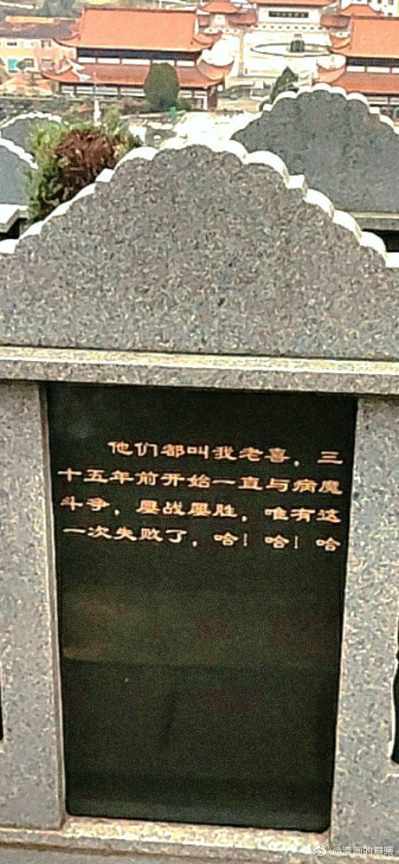 他们都叫我老喜，三
十五年前开始一直与病魔
斗争，屡战屡胜，唯有这
一次失败了，哈！哈！哈